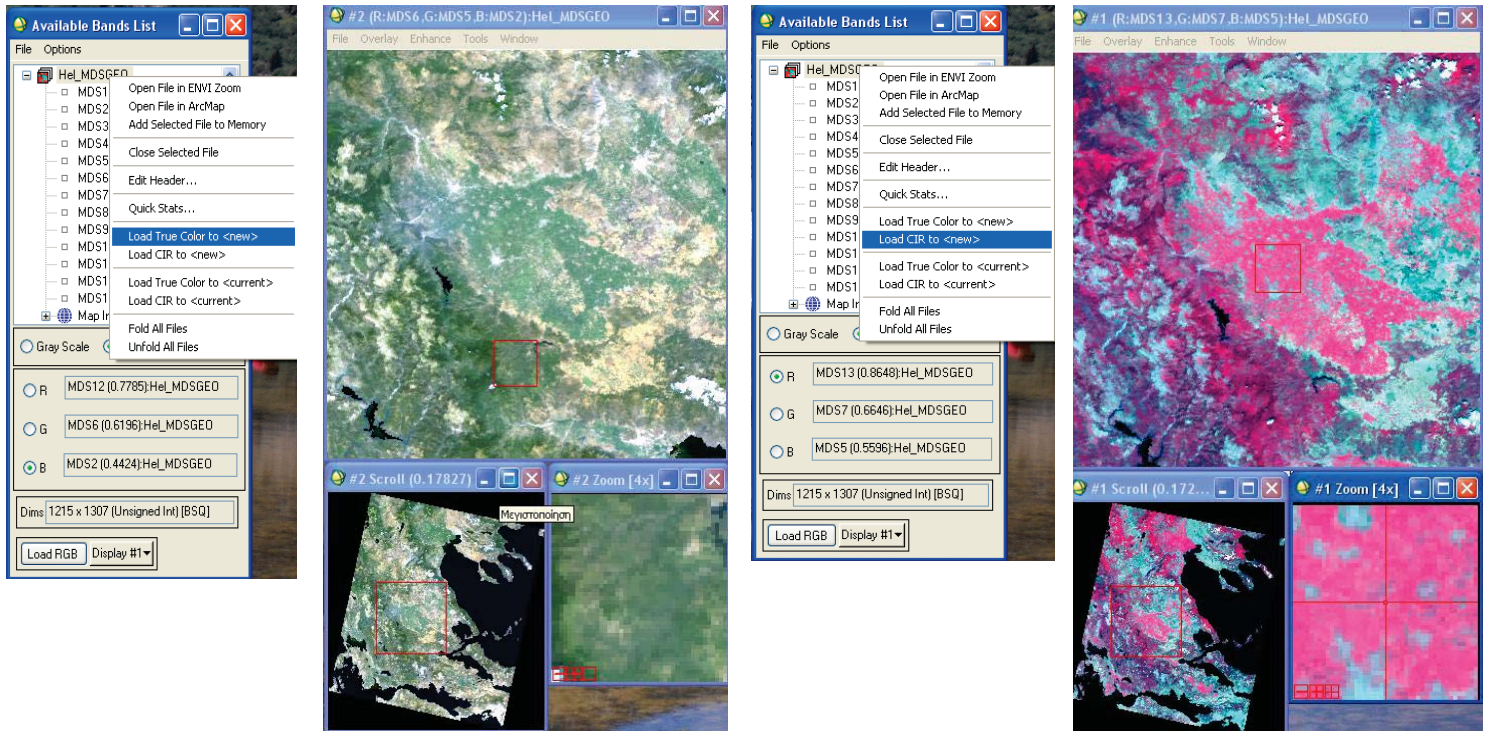 Available Bands List
File Options
Hel_MDSGEO
MDS1
MDS2
MDS3
MDS4
MDS5
MDS6
MDS7
MDS8
MDS9
MDS1
MDS1
MDS1
MDS1
Map In
Open File in ENVI Zoom
Open File in ArcMap
Add Selected File to Memory
Close Selected File
Edit Header...
Quick Stats...
Load True Color to <new>
Load CIR to <new>
Load True Color to <current>
Load CIR to <current>
Fold All Files
Unfold All Files
Gray Scale
R MDS12 (0.7785):Hel_MDSGEO
G MDS6 (0.6196):Hel_MDSGEO
B MDS2 (0.4424):Hel_MDSGEO
Dims 1215 x 1307 (Unsigned Int) [BSQ]
Load RGB Display #1
#2 (R:MDS6,G:MDS5,B:MDS2):Hel_MDSGEO
File Overlay Enhance Tools Window
#2 Scroll (0.17827)
Μεγιστοποίηση
#2 Zoom [4x]
Available Bands List
File Options
MDS1
MDS2
MDS3
MDS4
MDS5
MDS6
MDS7
MDS8
MDS9
MDS1
MDS1
MDS1
MDS1
Map In
Open File in ENVI Zoom
Open File in ArcMap
Add Selected File to Memory
Close Selected File
Edit Header...
Quick Stats...
Load True Color to <new>
Load CIR to <new>
Load True Color to <current>
Load CIR to <current>
Fold All Files
Unfold All Files
Gray Scale
R MDS13 (0.8648):Hel_MDSGEO
G MDS7 (0.6646):Hel_MDSGEO
B MDS5 (0.5596):Hel_MDSGEO
Dims 1215 x 1307 (Unsigned Int) [BSQ]
Load RGB Display #1
#1 (R:MDS13,G:MDS7,B:MDS5):Hel_MDSGEO
File Overlay Enhance Tools Window
#1 Scroll (0.172...
#1 Zoom [4x]